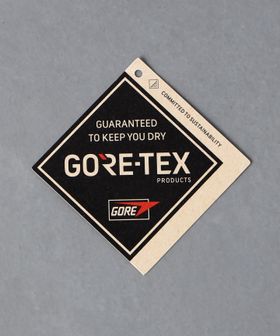 GUARANTEED
TO KEEP YOU DRY
GORE-TEX
PRODUCTS
GORE
COMMITTED TO SUSTAINABILITY